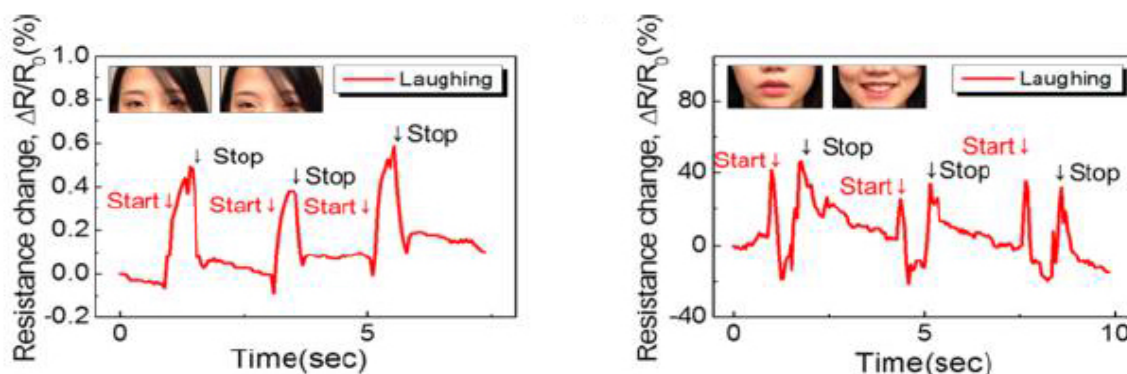 Resistance change, ΔR/R₀(%)
1.0
0.8
0.6
0.4
0.2
0.0
-0.2
Laughing
Start↓
↓Stop
Start↓
↓Stop
Start↓
↓Stop
0
5
Time(sec)
Resistance change, ΔR/R₀(%)
80
40
0
-40
Laughing
Start↓
↓Stop
Start↓
↓Stop
Start↓
↓Stop
0
5
10
Time(sec)